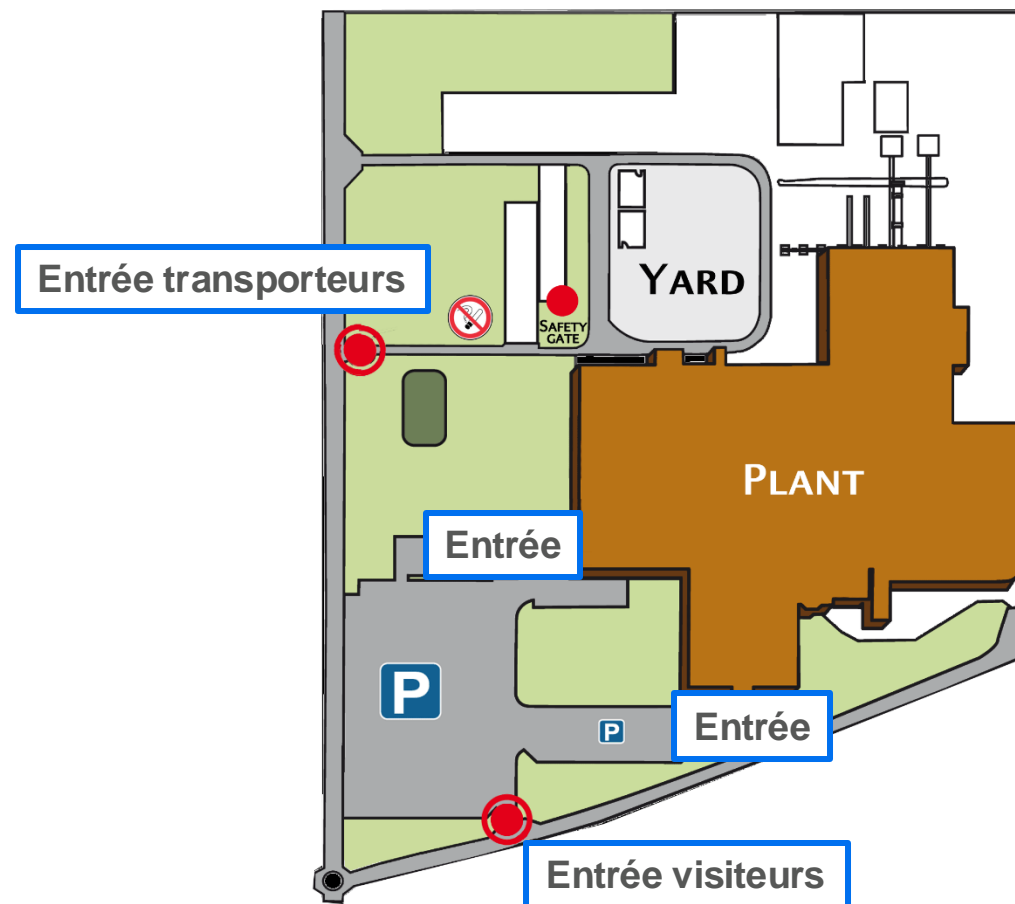 Entrée transporteurs
YARD
SAFETY
GATE
PLANT
Entrée
P
P
Entrée
Entrée visiteurs